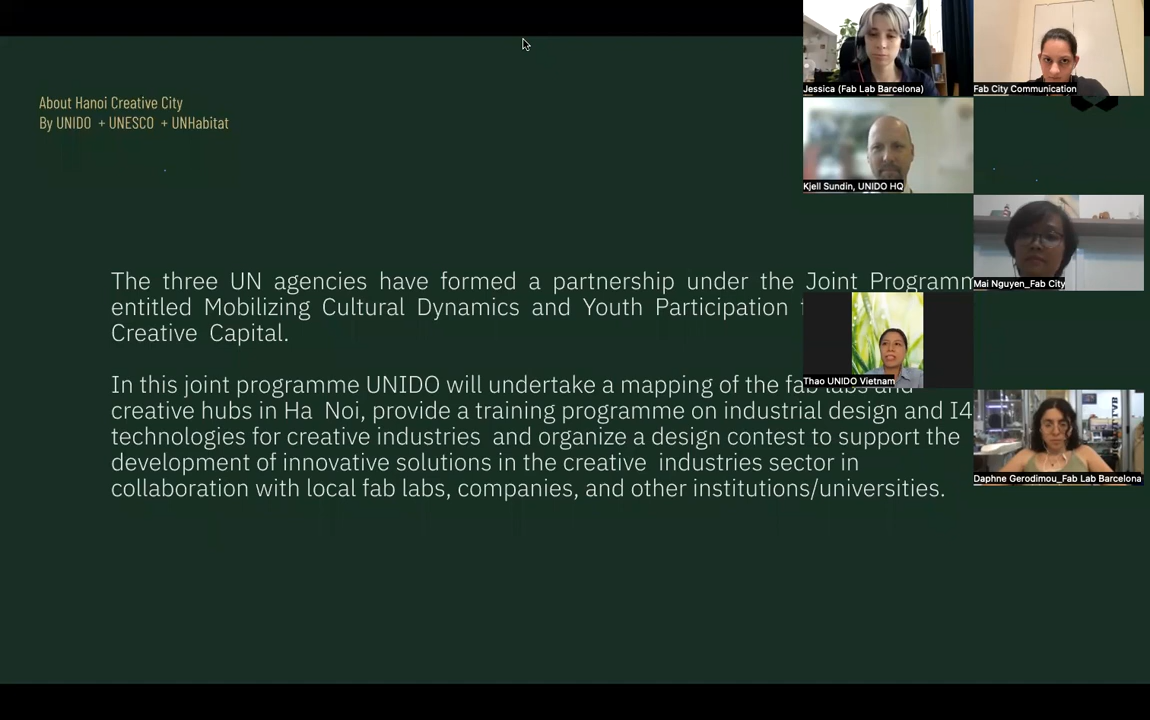 About Hanoi Creative City
By UNIDO + UNESCO + UNHabitat
The three UN agencies have formed a partnership under the Joint Programm
entitled Mobilizing Cultural Dynamics and Youth Participation
Creative Capital.
In this joint programme UNIDO will undertake a mapping of the fab labs and
creative hubs in Ha Noi, provide a training programme on industrial design and I4.
technologies for creative industries and organize a design contest to support the
development of innovative solutions in the creative industries sector in
collaboration with local fab labs, companies, and other institutions/universities.
Jessica (Fab Lab Barcelona)
Fab City Communication
Kjell Sundin, UNIDO HQ
Mai Nguyen_Fab City
Thao UNIDO Vietnam
Daphne Gerodimou_Fab Lab Barcelona